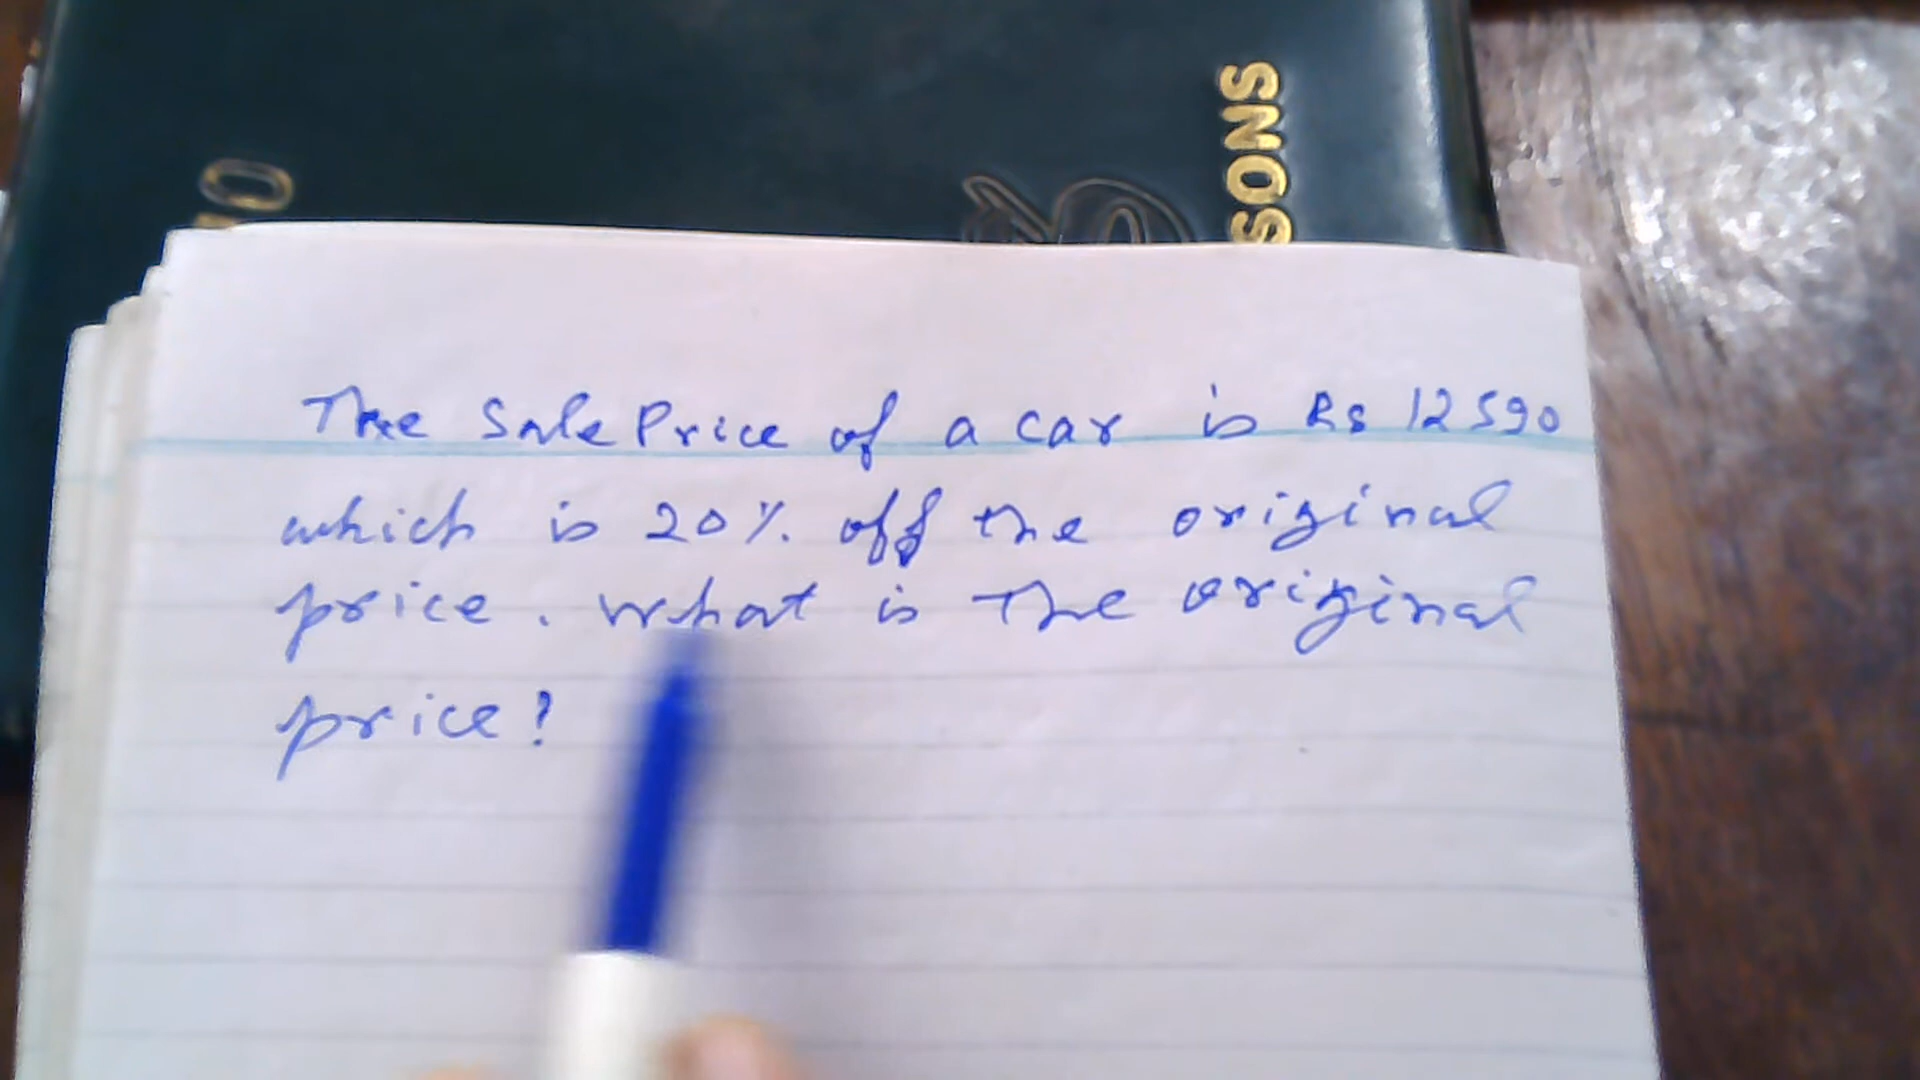 SONS
The Sale Price of a car is Rs 12590
which is 20% off the original
price. What is the original
price?